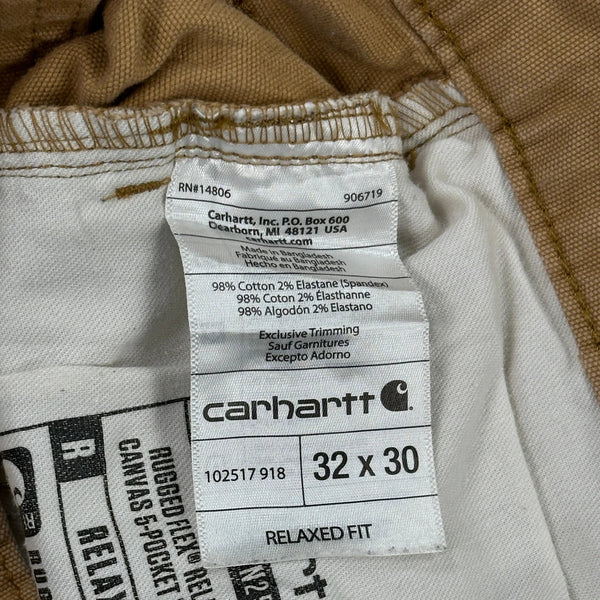 RN#14806 906719
Carhartt, Inc. P.O. Box 600
Dearborn, MI 48121 USA
carhartt.com
Made in Bangladesh
Fabriqué au Bangladesh
Hecho en Bangladesh
98% Cotton 2% Elastane (Spandex)
98% Coton 2% Élasthanne
98% Algodón 2% Elastano
Exclusive Trimming
Sauf Garnitures
Excepto Adorno
carhartt
102517 918 32 x 30
RELAXED FIT
R
RUGGED FLEX® REL
CANVAS 5-POCKET
RELA